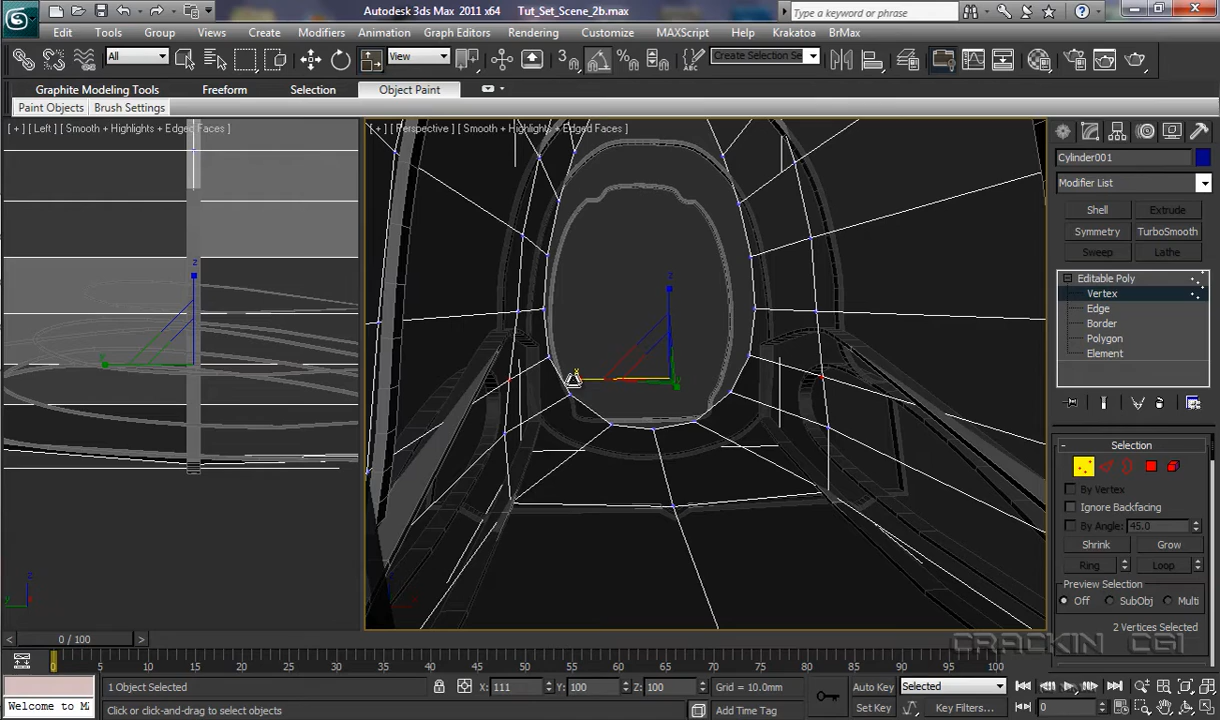 Autodesk 3ds Max 2011 x64 Tut_Set_Scene_2b.max
Type a keyword or phrase
Edit Tools Group Views Create Modifiers Animation Graph Editors Rendering Customize MAXScript Help Krakatoa BrMax
All View Create Selection Se
Graphite Modeling Tools Freeform Selection Object Paint
Paint Objects Brush Settings
[ + ] [ Left ] [ Smooth + Highlights + Edged Faces ]
[ + ] [ Perspective ] [ Smooth + Highlights + Edged Faces ]
Cylinder001
Modifier List
Shell Extrude
Symmetry TurboSmooth
Sweep Lathe
Editable Poly
Vertex
Edge
Border
Polygon
Element
Selection
By Vertex
Ignore Backfacing
By Angle: 45.0
Shrink Grow
Ring Loop
Preview Selection
Off SubObj Multi
2 Vertices Selected
CRACKIN CGI
0 / 100
0 5 10 15 20 25 30 35 40 45 50 55 60 65 70 75 80 85 90 95 100
1 Object Selected X: 111 Y: 100 Z: 100 Grid = 10.0mm Auto Key Selected
Welcome to M Click or drag to select objects Add Time Tag Set Key Key Filters... 0